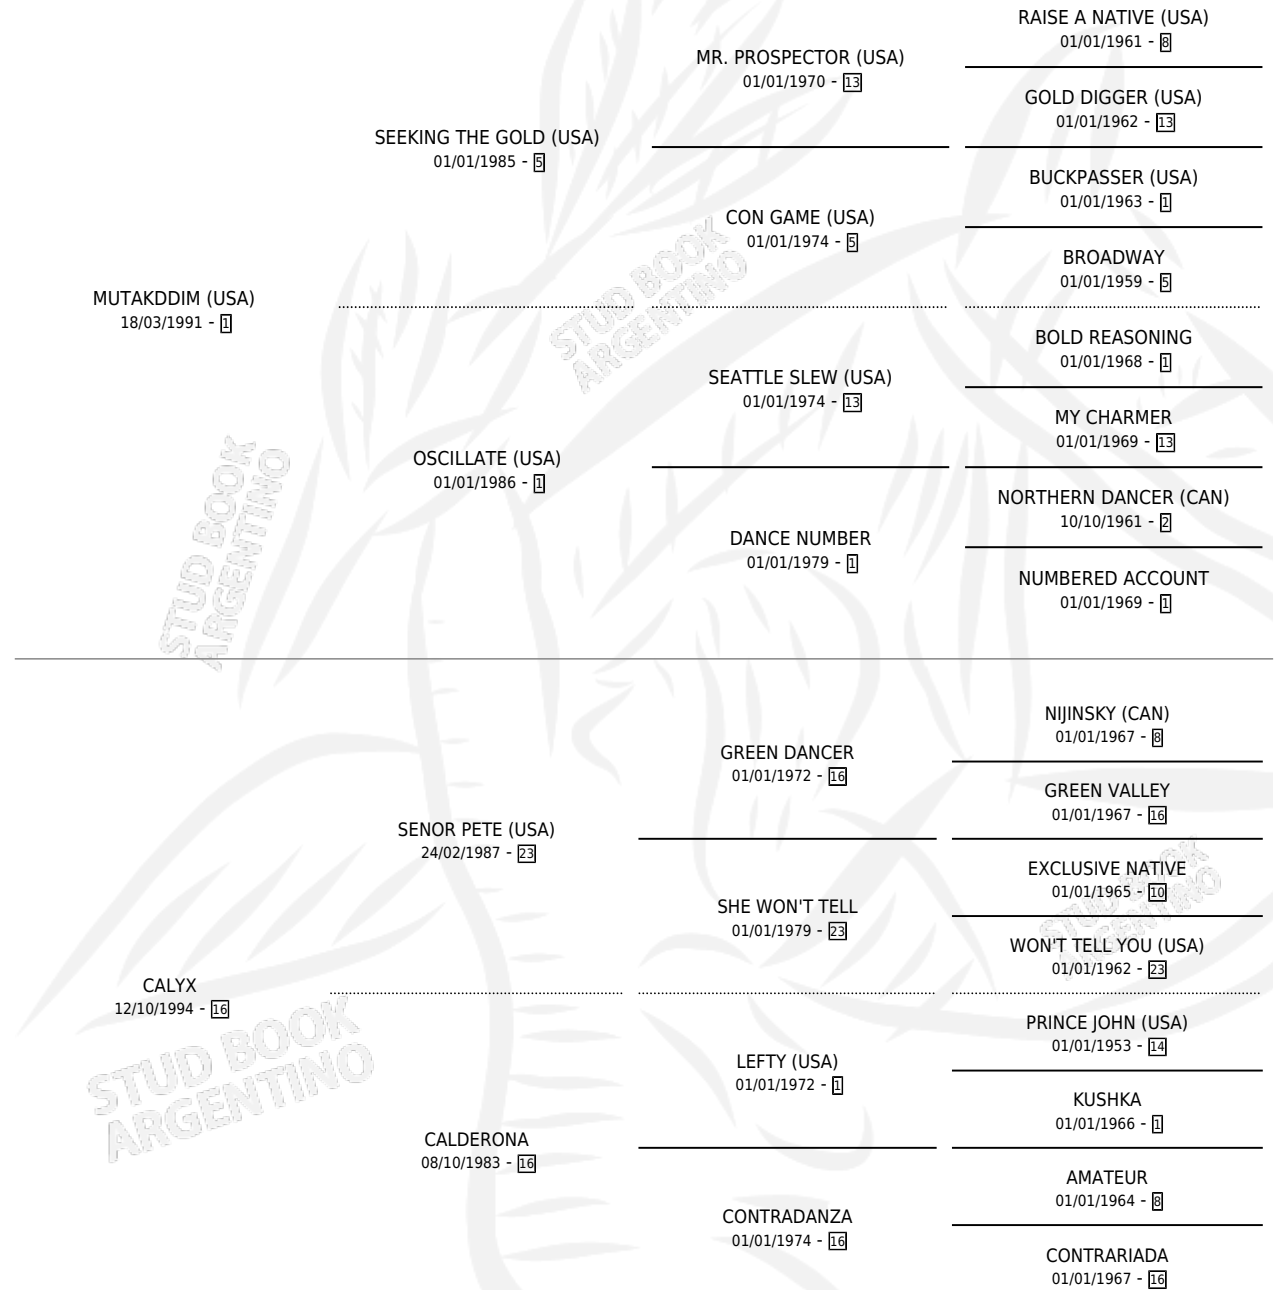 RAISE A NATIVE (USA)
01/01/1961 - 8
MR. PROSPECTOR (USA)
01/01/1970 - 13
GOLD DIGGER (USA)
01/01/1962 - 13
SEEKING THE GOLD (USA)
01/01/1985 - 5
BUCKPASSER (USA)
01/01/1963 - 1
CON GAME (USA)
01/01/1974 - 5
BROADWAY
01/01/1959 - 5
MUTAKDDIM (USA)
18/03/1991 - 1
BOLD REASONING
01/01/1968 - 1
SEATTLE SLEW (USA)
01/01/1974 - 13
MY CHARMER
01/01/1969 - 13
OSCILLATE (USA)
01/01/1986 - 1
NORTHERN DANCER (CAN)
10/10/1961 - 2
DANCE NUMBER
01/01/1979 - 1
NUMBERED ACCOUNT
01/01/1969 - 1
NIJINSKY (CAN)
01/01/1967 - 8
GREEN DANCER
01/01/1972 - 16
GREEN VALLEY
01/01/1967 - 16
SENOR PETE (USA)
24/02/1987 - 23
EXCLUSIVE NATIVE
01/01/1965 - 10
SHE WON'T TELL
01/01/1979 - 23
WON'T TELL YOU (USA)
01/01/1962 - 23
CALYX
12/10/1994 - 16
PRINCE JOHN (USA)
01/01/1953 - 14
LEFTY (USA)
01/01/1972 - 1
KUSHKA
01/01/1966 - 1
CALDERONA
08/10/1983 - 16
AMATEUR
01/01/1964 - 8
CONTRADANZA
01/01/1974 - 16
CONTRARIADA
01/01/1967 - 16
STUD BOOK
ARGENTINO
STUD BOOK
ARGENTINO
STUD BOOK
ARGENTINO
STUD BOOK
ARGENTINO